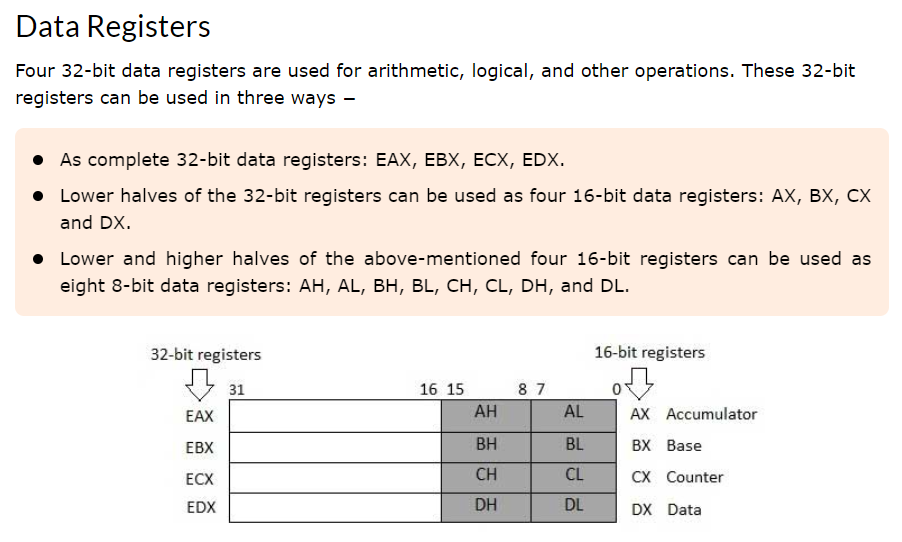 Data Registers
Four 32-bit data registers are used for arithmetic, logical, and other operations. These 32-bit
registers can be used in three ways −
● As complete 32-bit data registers: EAX, EBX, ECX, EDX.
● Lower halves of the 32-bit registers can be used as four 16-bit data registers: AX, BX, CX
and DX.
● Lower and higher halves of the above-mentioned four 16-bit registers can be used as
eight 8-bit data registers: AH, AL, BH, BL, CH, CL, DH, and DL.
32-bit registers 16-bit registers
31 16 15 8 7 0
EAX AH AL AX Accumulator
EBX BH BL BX Base
ECX CH CL CX Counter
EDX DH DL DX Data